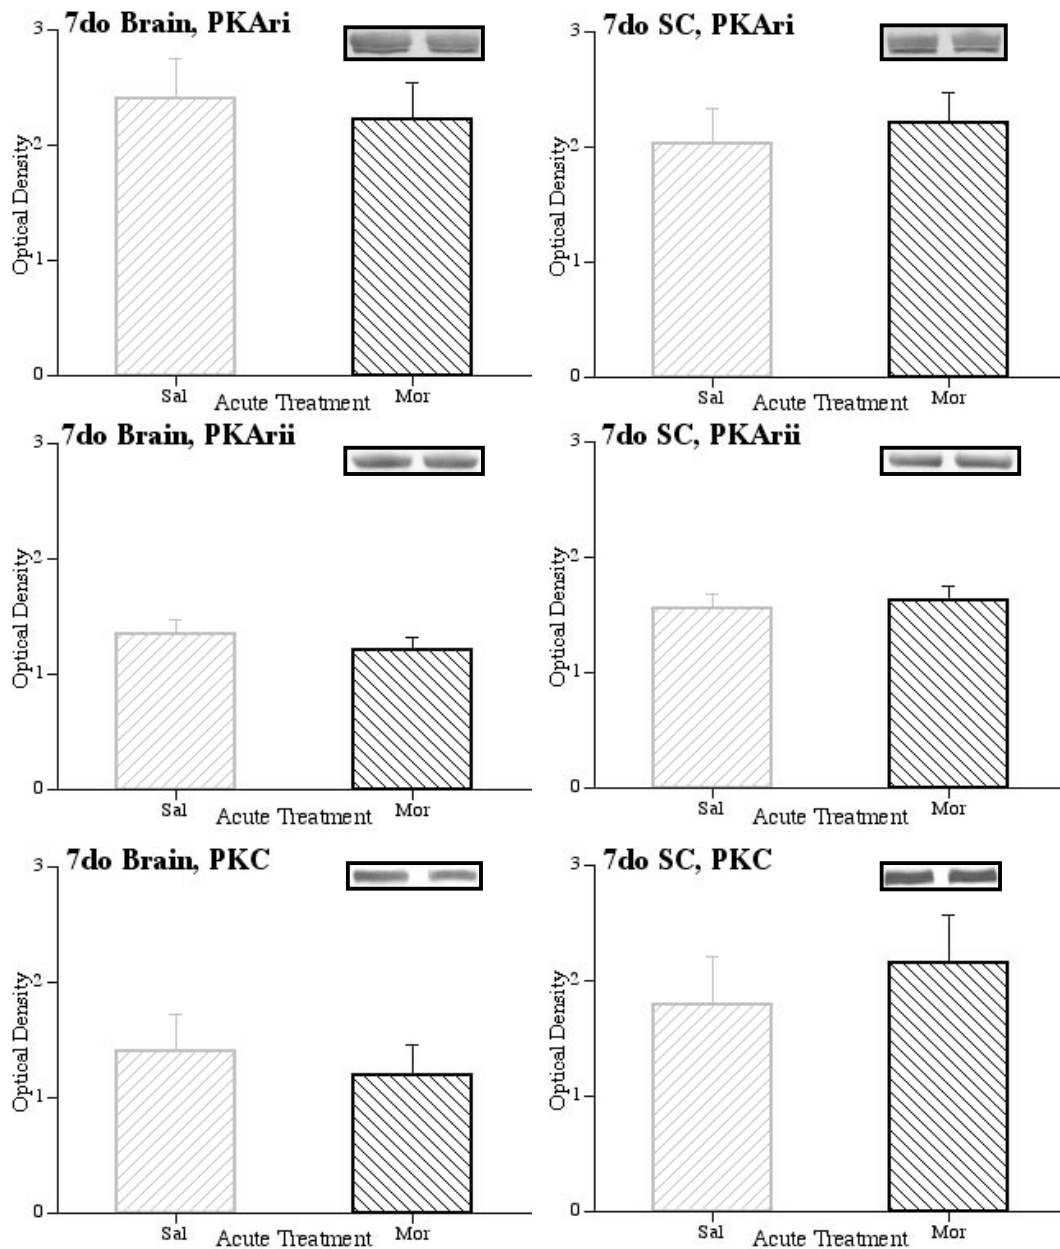 7do Brain, PKAri
3
2
1
0
Optical Density
Sal
Acute Treatment
Mor
7do SC, PKAri
3
2
1
0
Optical Density
Sal
Acute Treatment
Mor
7do Brain, PKArii
3
2
1
0
Optical Density
Sal
Acute Treatment
Mor
7do SC, PKArii
3
2
1
0
Optical Density
Sal
Acute Treatment
Mor
7do Brain, PKC
3
2
1
0
Optical Density
Sal
Acute Treatment
Mor
7do SC, PKC
3
2
1
0
Optical Density
Sal
Acute Treatment
Mor